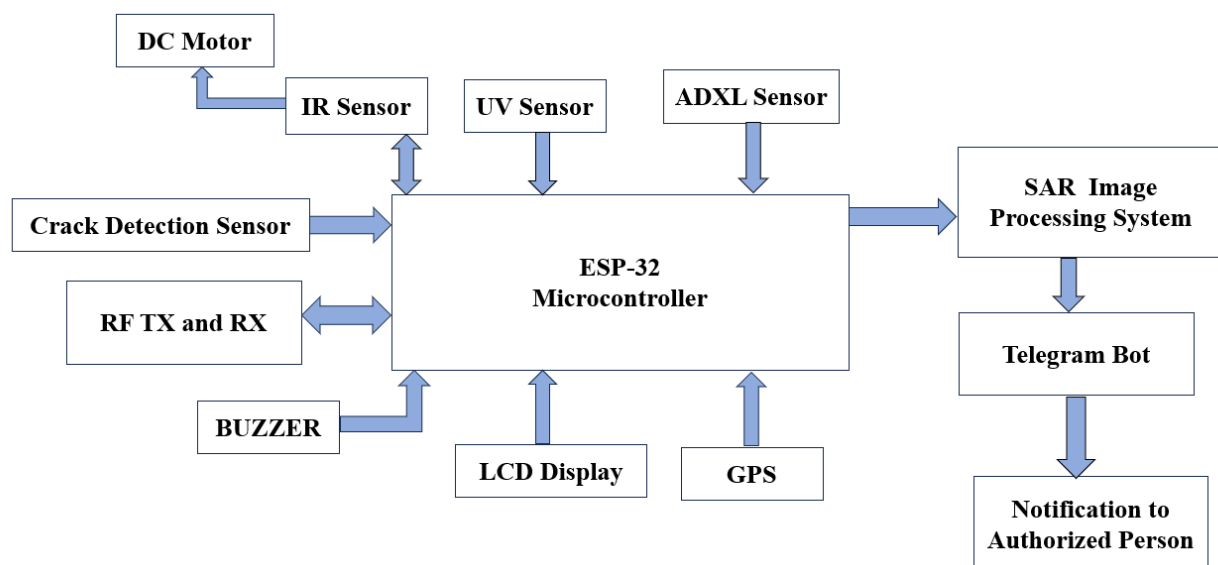 DC Motor
IR Sensor
UV Sensor
ADXL Sensor
SAR Image
Processing System
Crack Detection Sensor
ESP-32
Microcontroller
RF TX and RX
Telegram Bot
BUZZER
LCD Display
GPS
Notification to
Authorized Person